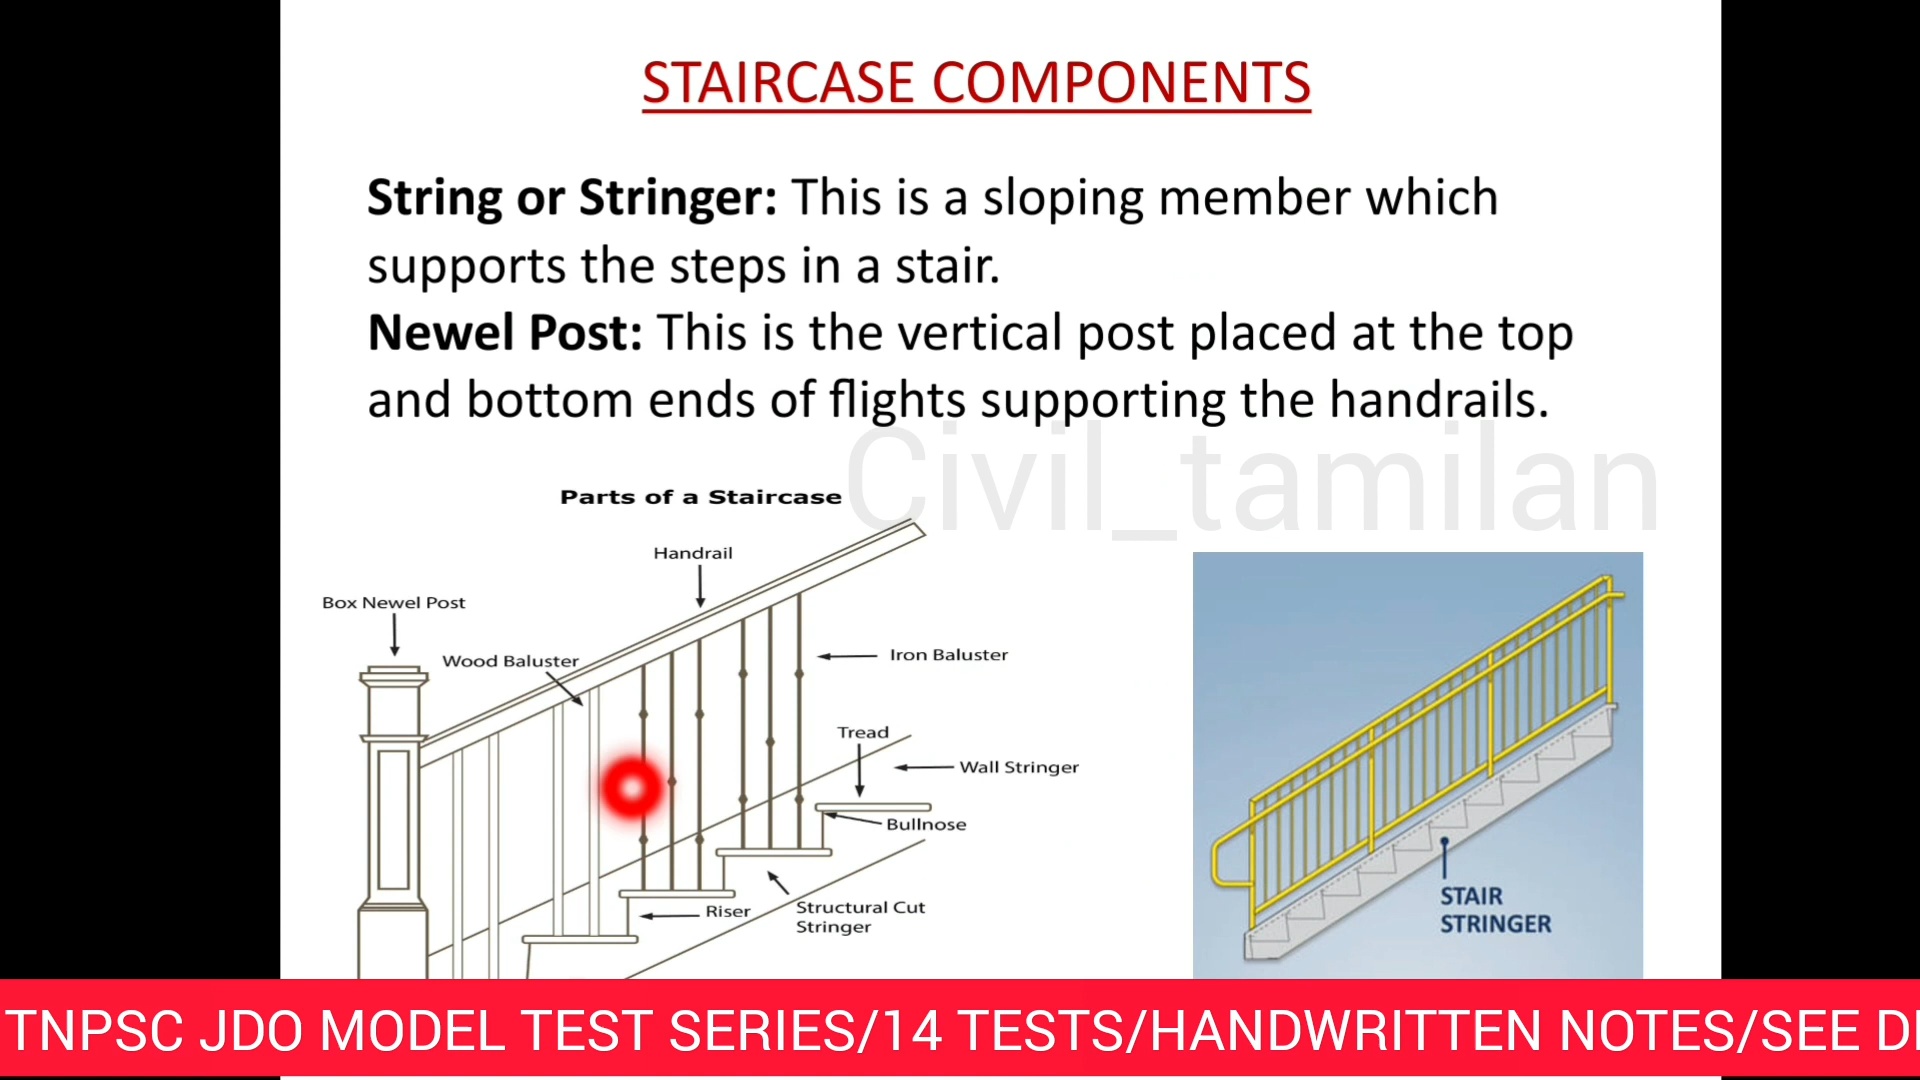 STAIRCASE COMPONENTS
String or Stringer: This is a sloping member which
supports the steps in a stair.
Newel Post: This is the vertical post placed at the top
and bottom ends of flights supporting the handrails.
Civil_tamilan
Parts of a Staircase
Handrail
Box Newel Post
Wood Baluster
Iron Baluster
Tread
Wall Stringer
Bullnose
Riser
Structural Cut
Stringer
STAIR
STRINGER
TNPSC JDO MODEL TEST SERIES/14 TESTS/HANDWRITTEN NOTES/SEE